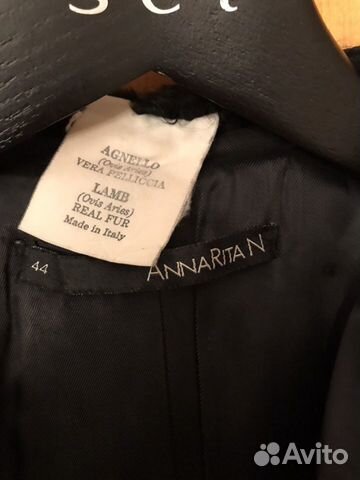 AGNELLO
(Ovis Aries)
VERA PELLICCIA
LAMB
(Ovis Aries)
REAL FUR
Made in Italy
44
ANNARITA N
Avito